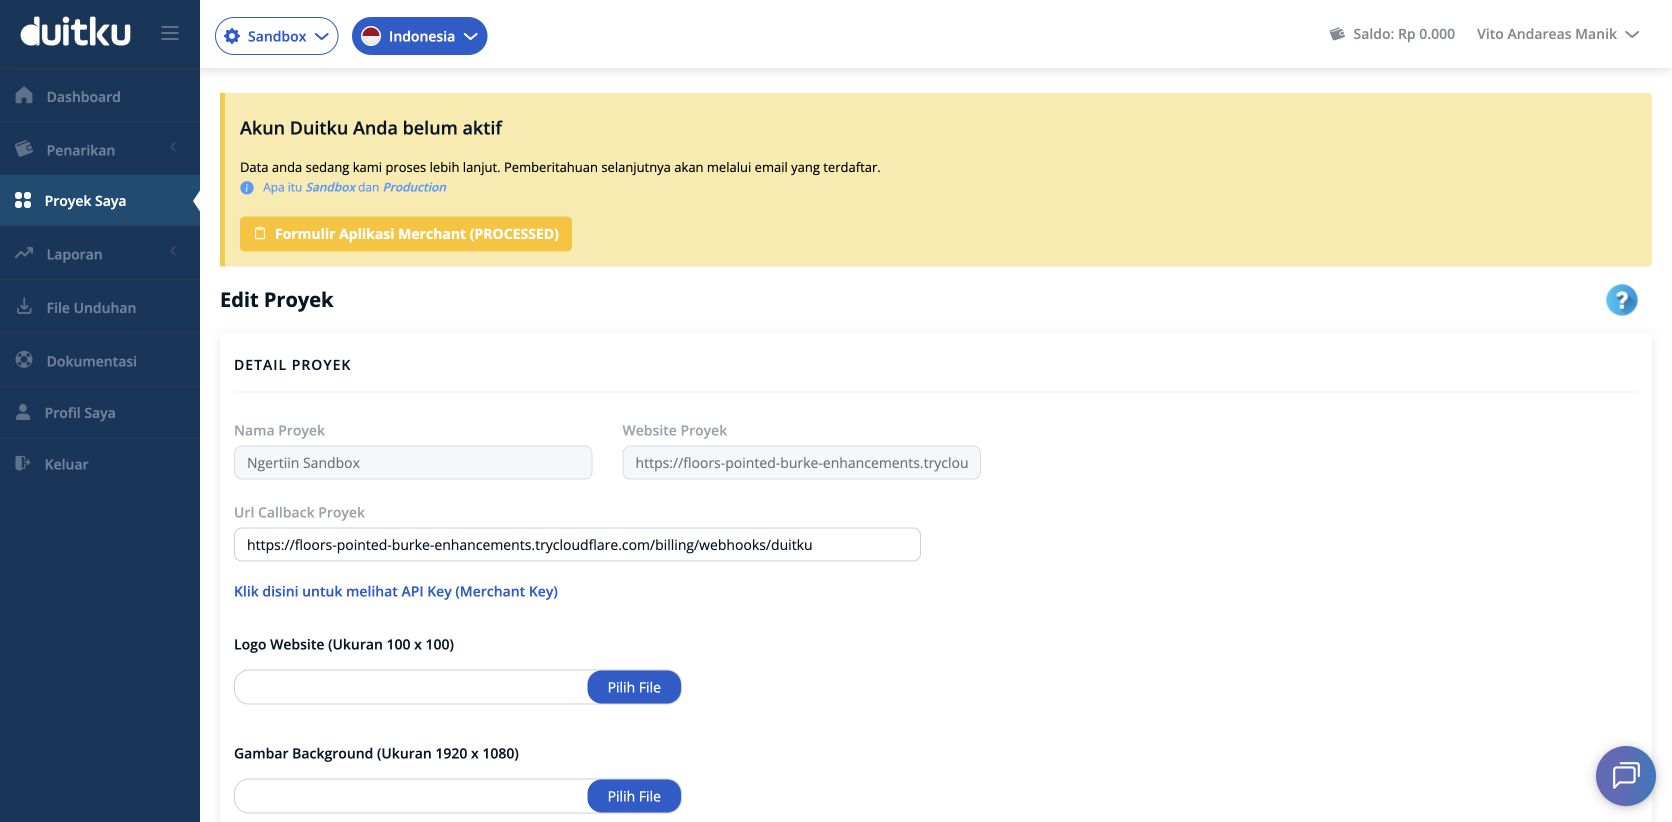 duitku
Sandbox
Indonesia
Saldo: Rp 0.000
Vito Andareas Manik
Dashboard
Penarikan
Proyek Saya
Laporan
File Unduhan
Dokumentasi
Profil Saya
Keluar
Akun Duitku Anda belum aktif
Data anda sedang kami proses lebih lanjut. Pemberitahuan selanjutnya akan melalui email yang terdaftar.
i Apa itu Sandbox dan Production
Formulir Aplikasi Merchant (PROCESSED)
Edit Proyek
?
DETAIL PROYEK
Nama Proyek
Website Proyek
Ngertiin Sandbox
https://floors-pointed-burke-enhancements.tryclou
Url Callback Proyek
https://floors-pointed-burke-enhancements.trycloudflare.com/billing/webhooks/duitku
Klik disini untuk melihat API Key (Merchant Key)
Logo Website (Ukuran 100 x 100)
Pilih File
Gambar Background (Ukuran 1920 x 1080)
Pilih File